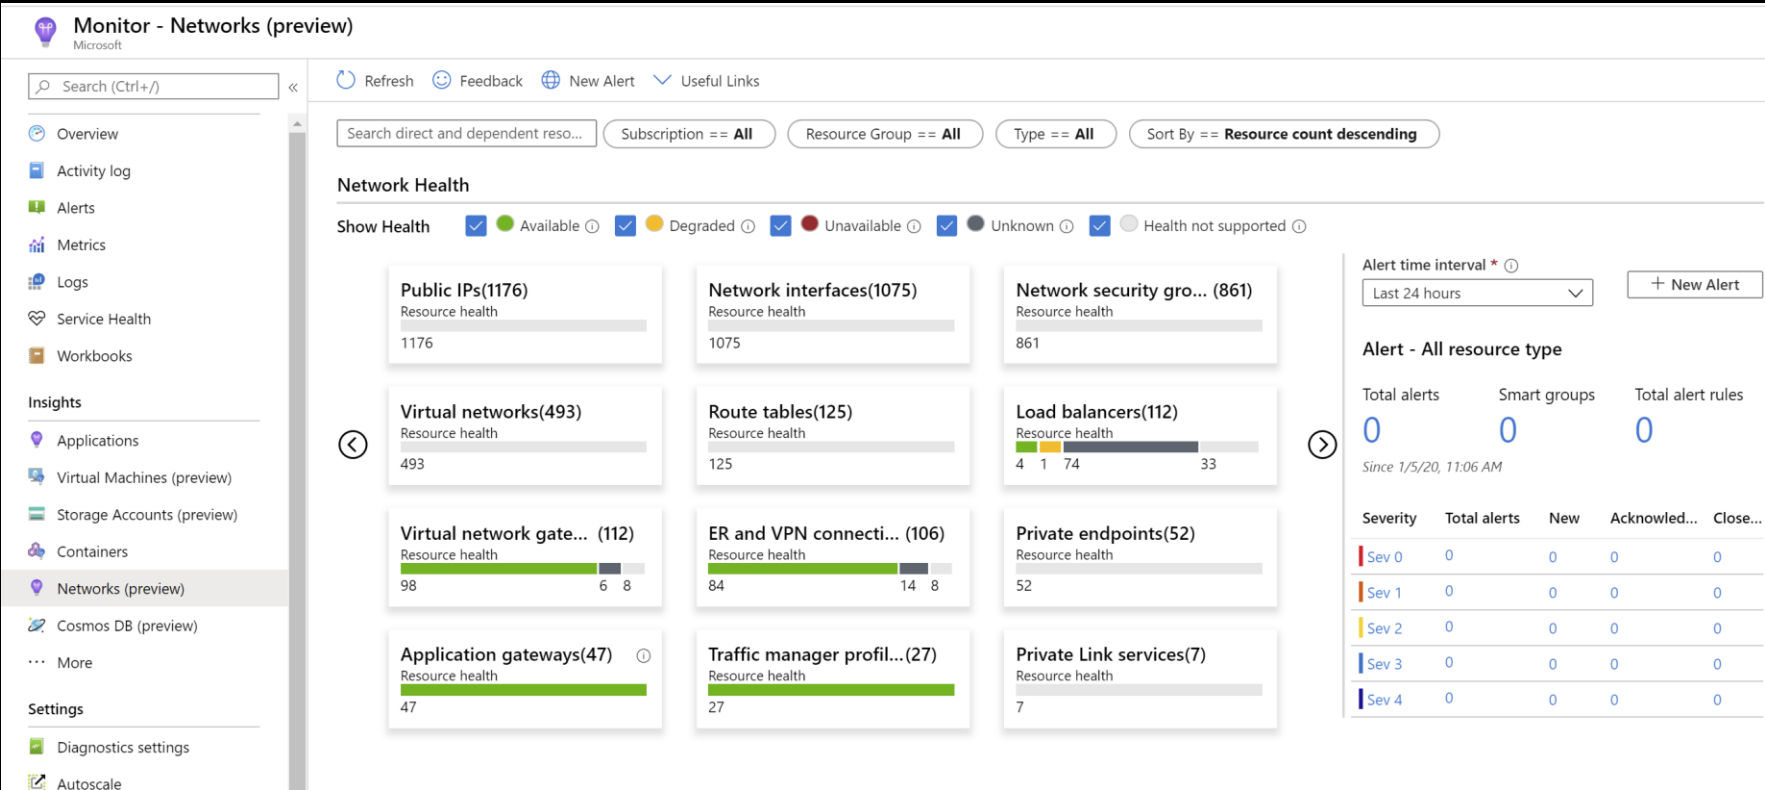 Monitor - Networks (preview)
Microsoft
Search (Ctrl+/)
«
Overview
Activity log
Alerts
Metrics
Logs
Service Health
Workbooks
Insights
Applications
Virtual Machines (preview)
Storage Accounts (preview)
Containers
Networks (preview)
Cosmos DB (preview)
More
Settings
Diagnostics settings
Autoscale
Refresh Feedback New Alert Useful Links
Search direct and dependent reso... Subscription == All Resource Group == All Type == All Sort By == Resource count descending
Network Health
Show Health Available Degraded Unavailable Unknown Health not supported
Public IPs(1176)
Resource health
1176
Network interfaces(1075)
Resource health
1075
Network security gro... (861)
Resource health
861
Virtual networks(493)
Resource health
493
Route tables(125)
Resource health
125
Load balancers(112)
Resource health
4 1 74 33
Virtual network gate... (112)
Resource health
98 6 8
ER and VPN connecti... (106)
Resource health
84 14 8
Private endpoints(52)
Resource health
52
Application gateways(47)
Resource health
47
Traffic manager profil...(27)
Resource health
27
Private Link services(7)
Resource health
7
Alert time interval *
Last 24 hours
+ New Alert
Alert - All resource type
Total alerts Smart groups Total alert rules
0 0 0
Since 1/5/20, 11:06 AM
Severity Total alerts New Acknowled... Close...
Sev 0 0 0 0 0
Sev 1 0 0 0 0
Sev 2 0 0 0 0
Sev 3 0 0 0 0
Sev 4 0 0 0 0